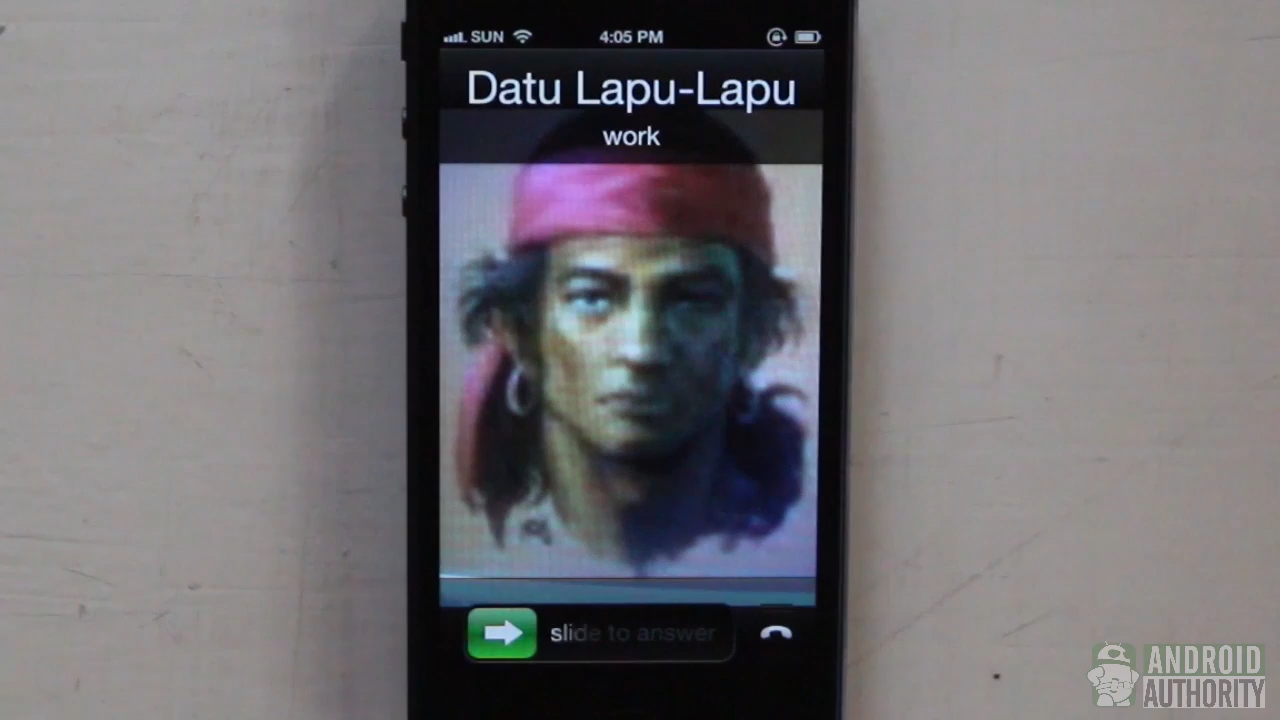 SUN 4:05 PM
Datu Lapu-Lapu
work
slide to answer
ANDROID
AUTHORITY